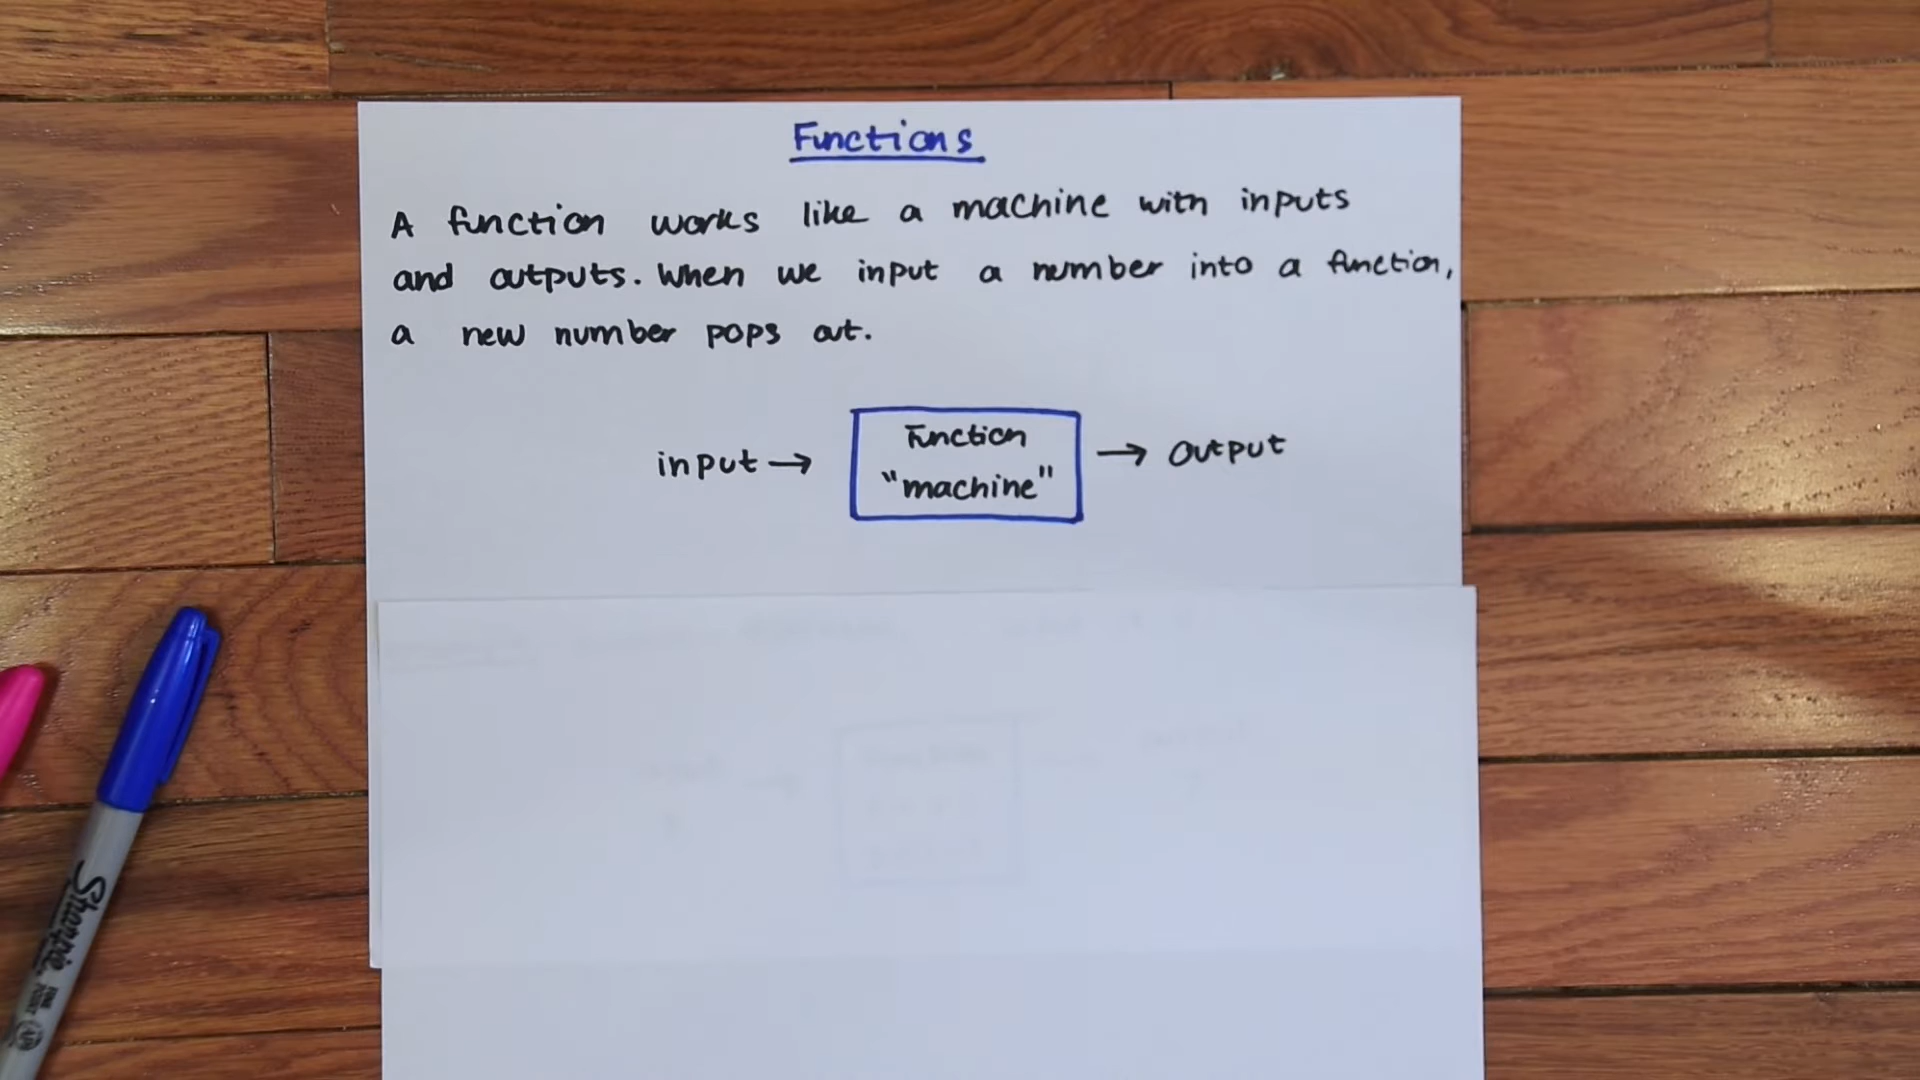 Functions
A function works like a machine with inputs
and outputs. When we input a number into a function,
a new number pops out.
input →
Function
"machine"
→ output
Sharpie